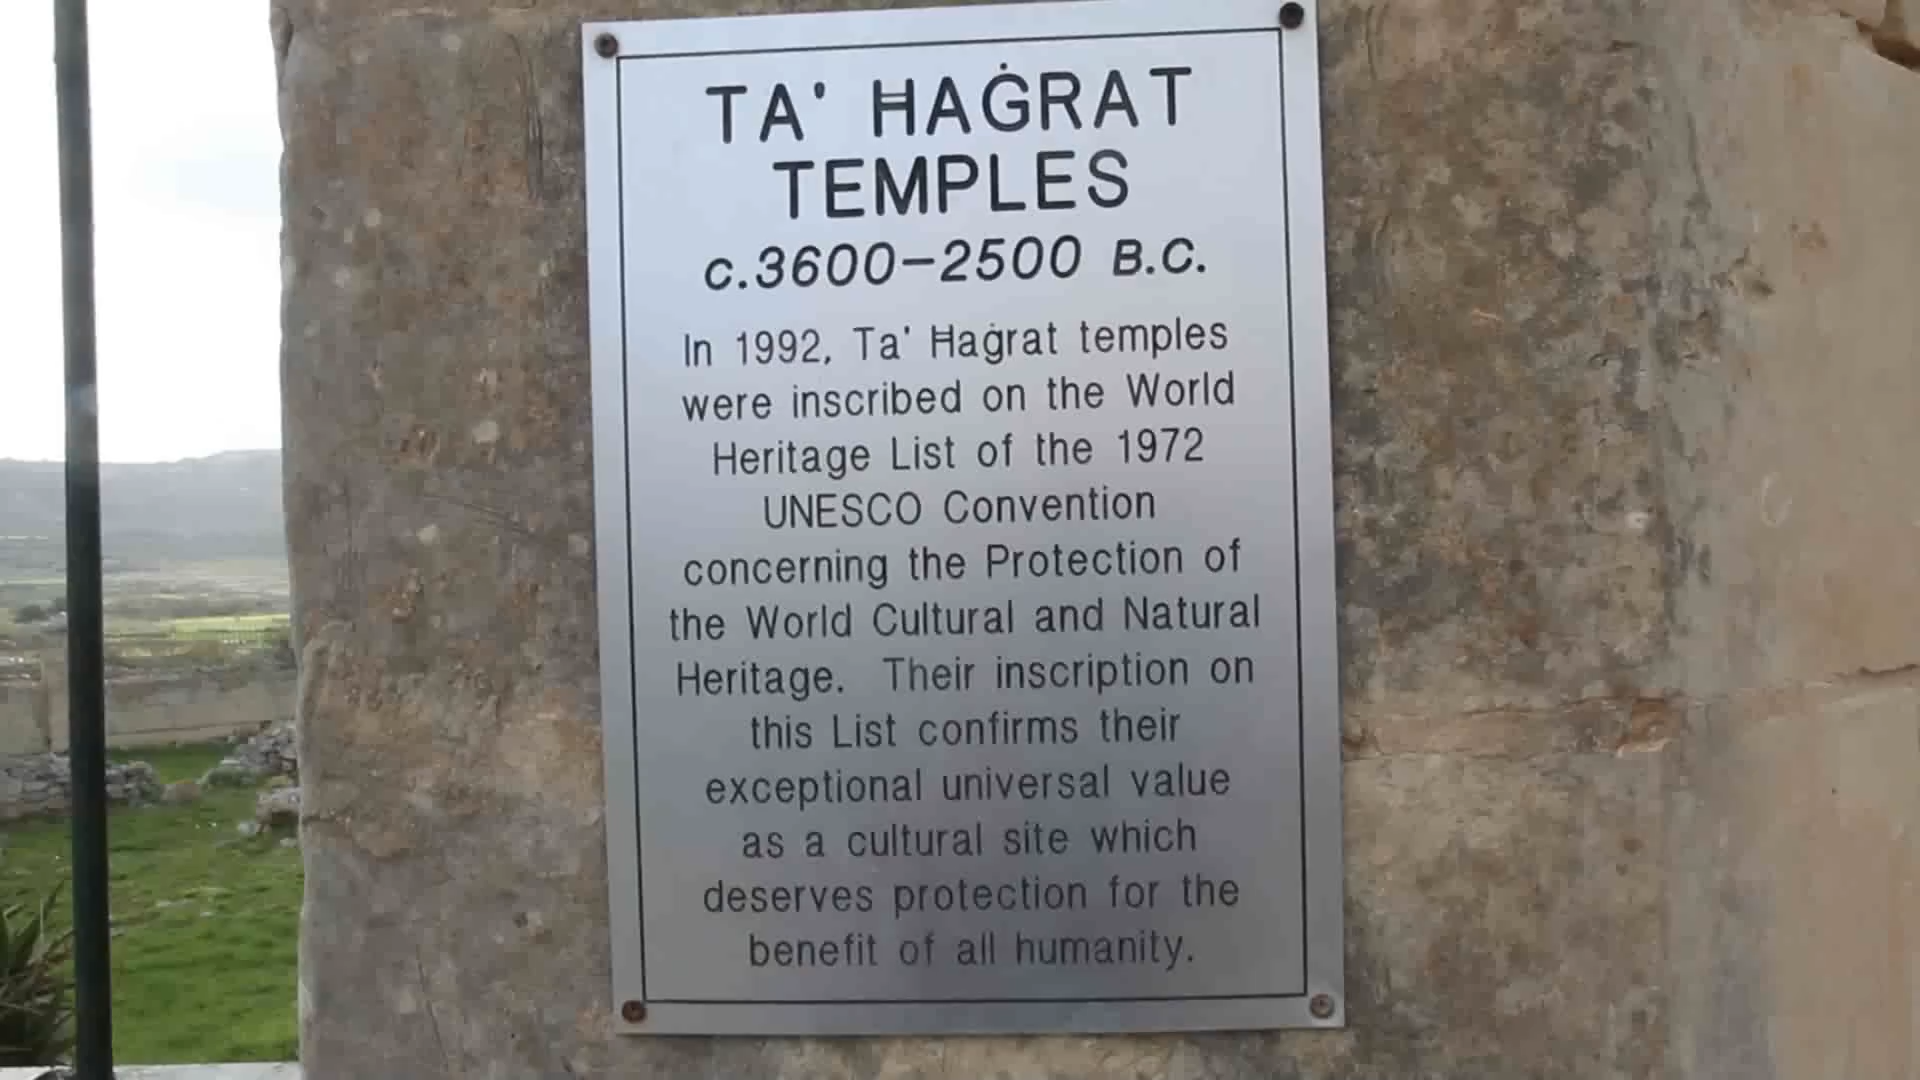 TA' ĦAĠRAT
TEMPLES
c.3600-2500 B.C.
In 1992, Ta' Ħaġrat temples
were inscribed on the World
Heritage List of the 1972
UNESCO Convention
concerning the Protection of
the World Cultural and Natural
Heritage. Their inscription on
this List confirms their
exceptional universal value
as a cultural site which
deserves protection for the
benefit of all humanity.